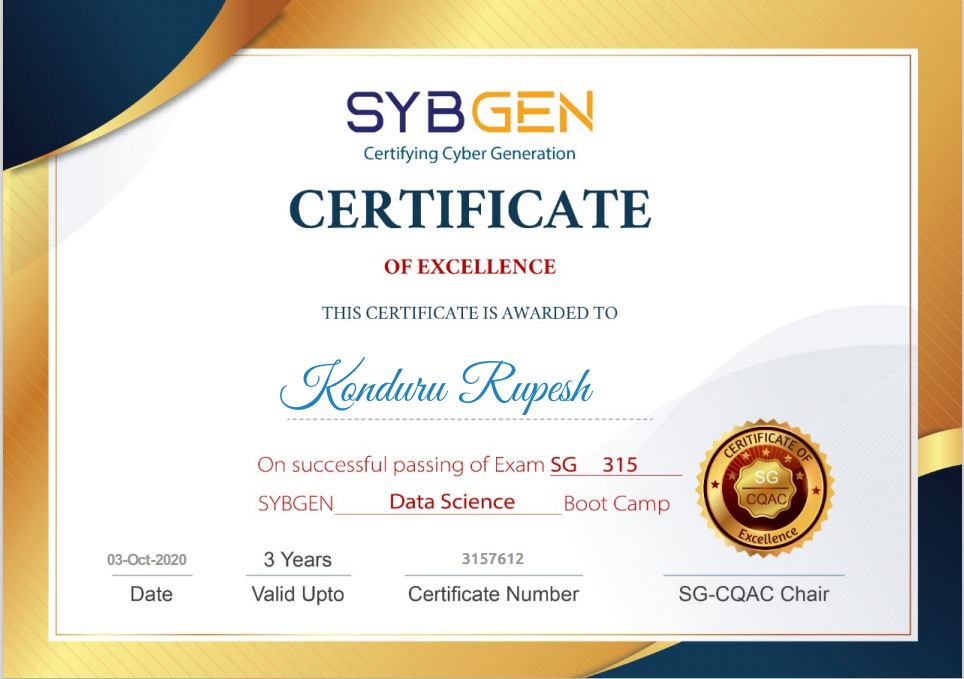 SYBGEN
Certifying Cyber Generation
CERTIFICATE
OF EXCELLENCE
THIS CERTIFICATE IS AWARDED TO
Konduru Rupesh
On successful passing of Exam SG 315
SYBGEN Data Science Boot Camp
CERITIFICATE OF
SG
CQAC
Excellence
03-Oct-2020 3 Years 3157612
Date Valid Upto Certificate Number SG-CQAC Chair